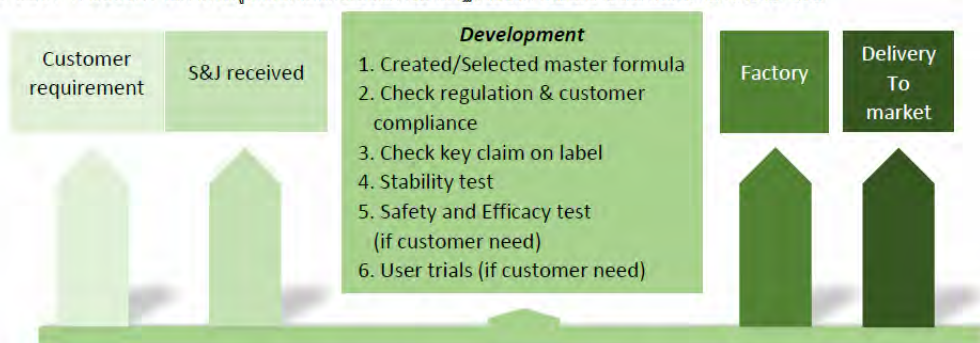 Customer
requirement
S&J received
Development
1. Created/Selected master formula
2. Check regulation & customer
compliance
3. Check key claim on label
4. Stability test
5. Safety and Efficacy test
(if customer need)
6. User trials (if customer need)
Factory
Delivery
To
market